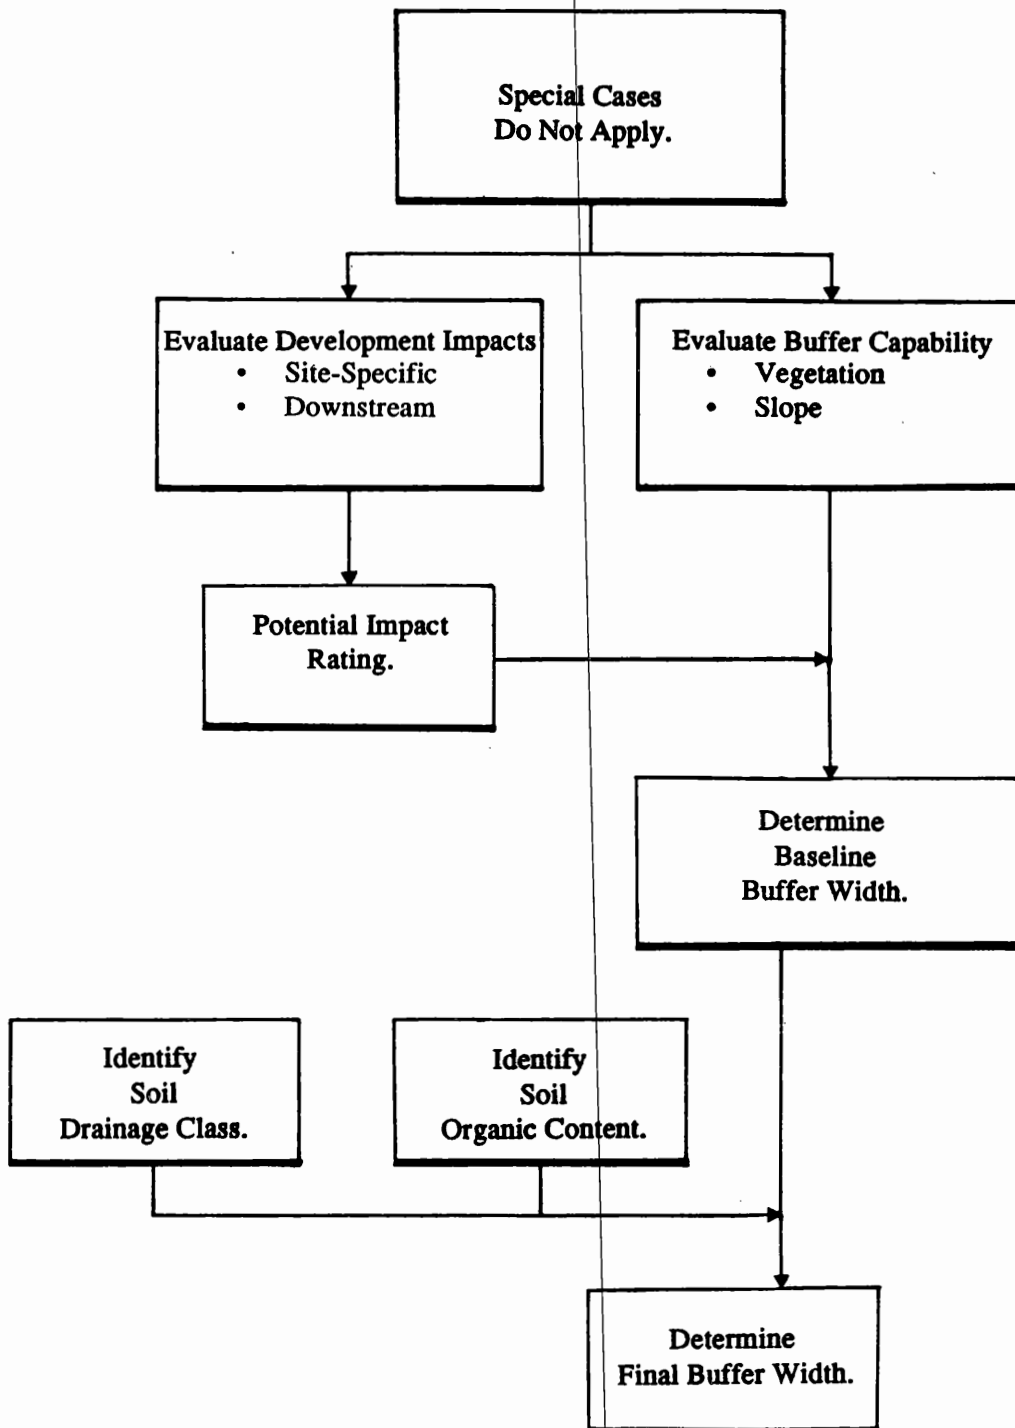 Special Cases
Do Not Apply.
Evaluate Development Impacts
• Site-Specific
• Downstream
Evaluate Buffer Capability
• Vegetation
• Slope
Potential Impact
Rating.
Determine
Baseline
Buffer Width.
Identify
Soil
Drainage Class.
Identify
Soil
Organic Content.
Determine
Final Buffer Width.